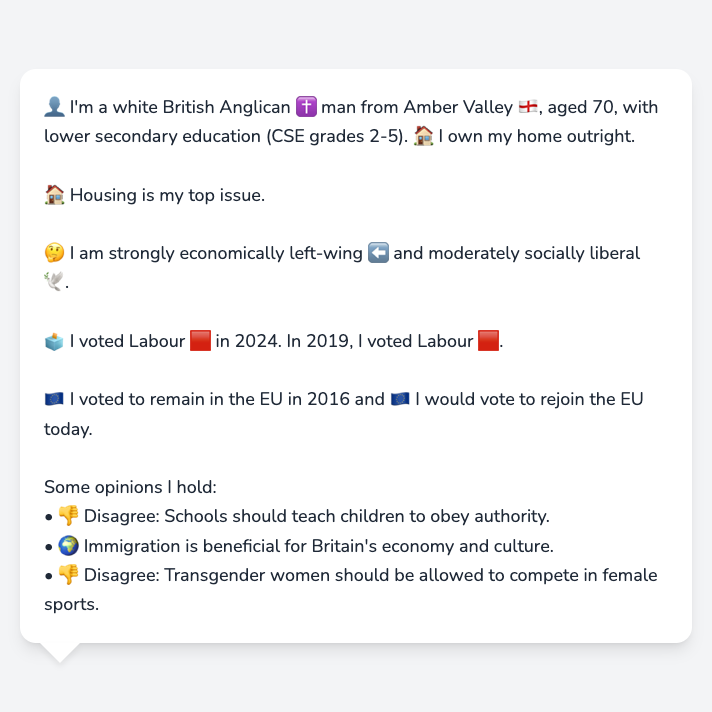 👤 I'm a white British Anglican ✝️ man from Amber Valley 🏴󠁧󠁢󠁥󠁮󠁧󠁿, aged 70, with
lower secondary education (CSE grades 2-5). 🏠 I own my home outright.
🏠 Housing is my top issue.
🤔 I am strongly economically left-wing ⬅️ and moderately socially liberal
🕊️.
🗳️ I voted Labour 🟥 in 2024. In 2019, I voted Labour 🟥.
🇪🇺 I voted to remain in the EU in 2016 and 🇪🇺 I would vote to rejoin the EU
today.
Some opinions I hold:
• 👎 Disagree: Schools should teach children to obey authority.
• 🌍 Immigration is beneficial for Britain's economy and culture.
• 👎 Disagree: Transgender women should be allowed to compete in female
sports.